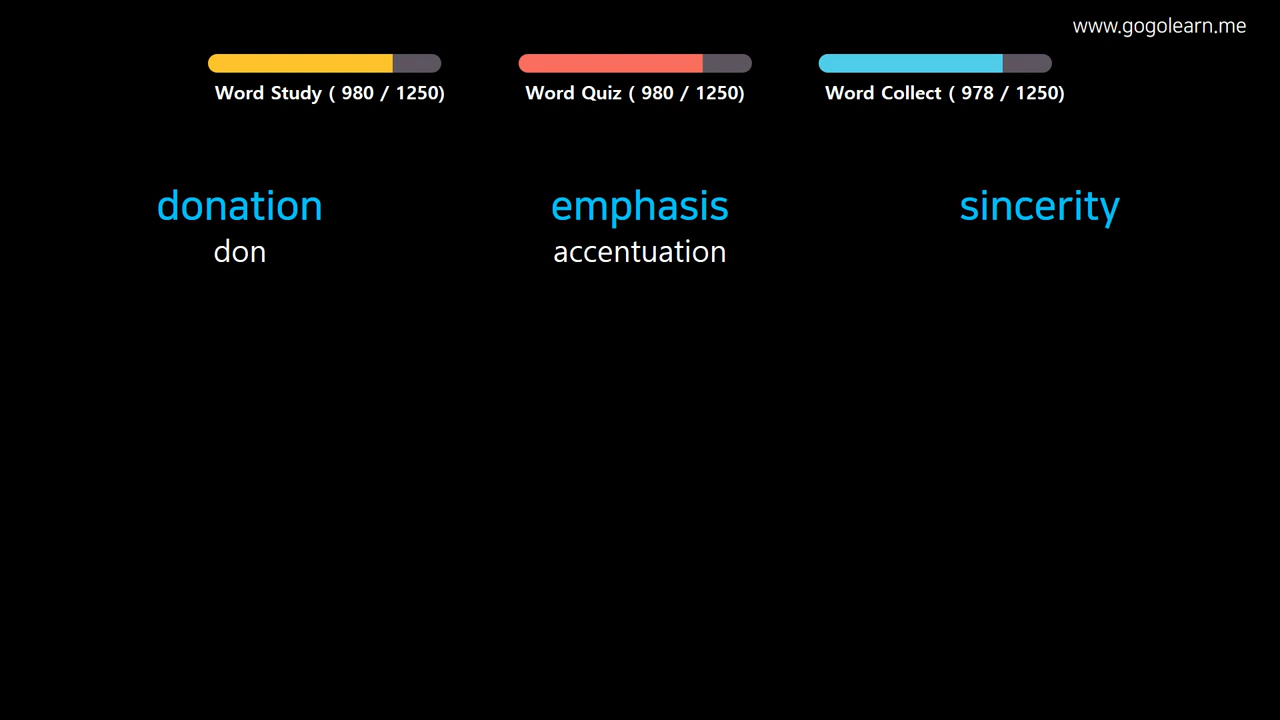 www.gogolearn.me
Word Study ( 980 / 1250)
Word Quiz ( 980 / 1250)
Word Collect ( 978 / 1250)
donation
don
emphasis
accentuation
sincerity